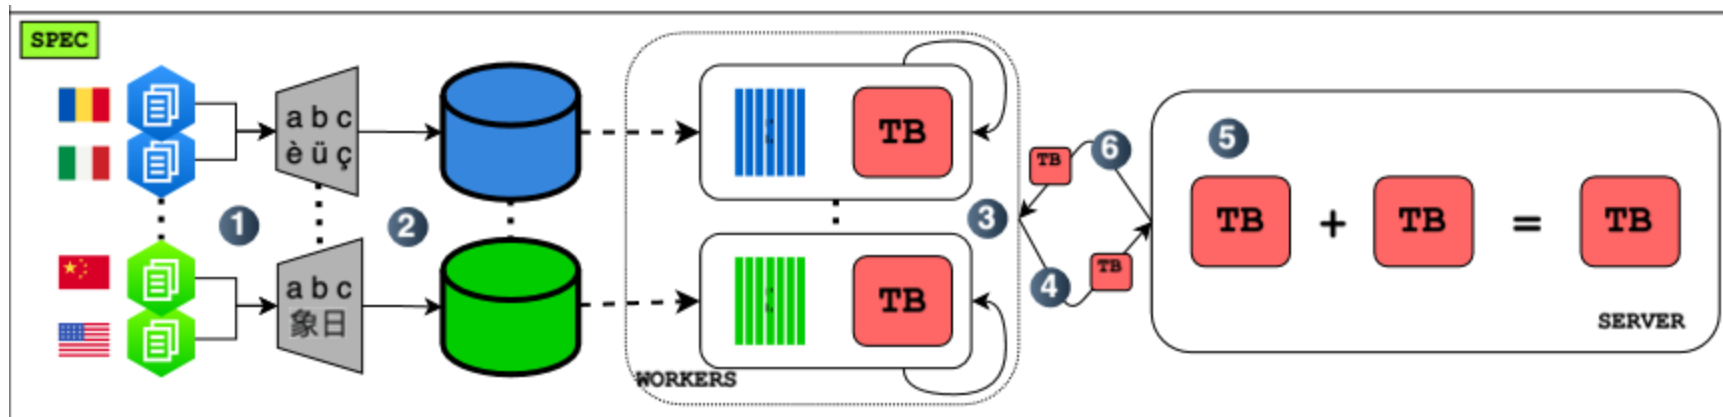 SPEC
a b c
è ü ç
1
2
a b c
象日
TB
TB
WORKERS
3
TB
6
4
TB
5
TB + TB = TB
SERVER